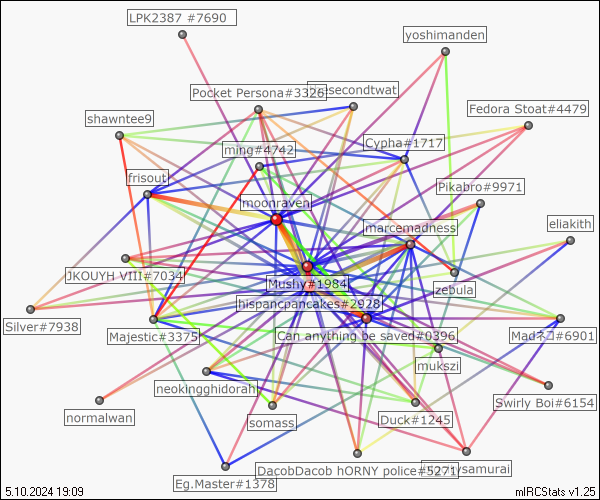 LPK2387 #7690
yoshimanden
Pocket Persona#3326
secondtwat
Fedora Stoat#4479
shawntee9
ming#4742
Cypha#1717
frisout
Pikabro#9971
moonraven
marcemadness
eliakith
JKOUYH VIII#7034
Mushy#1984
zebula
hispancpancakes#2928
Silver#7938
Majestic#3375
Can anything be saved#0396
Madネコ#6901
mukszi
neokingghidorah
Swirly Boi#6154
normalwan
somass
Duck#1245
Eg.Master#1378
DacobDacob hORNY police#5271
samurai
5.10.2024 19:09
mIRCStats v1.25